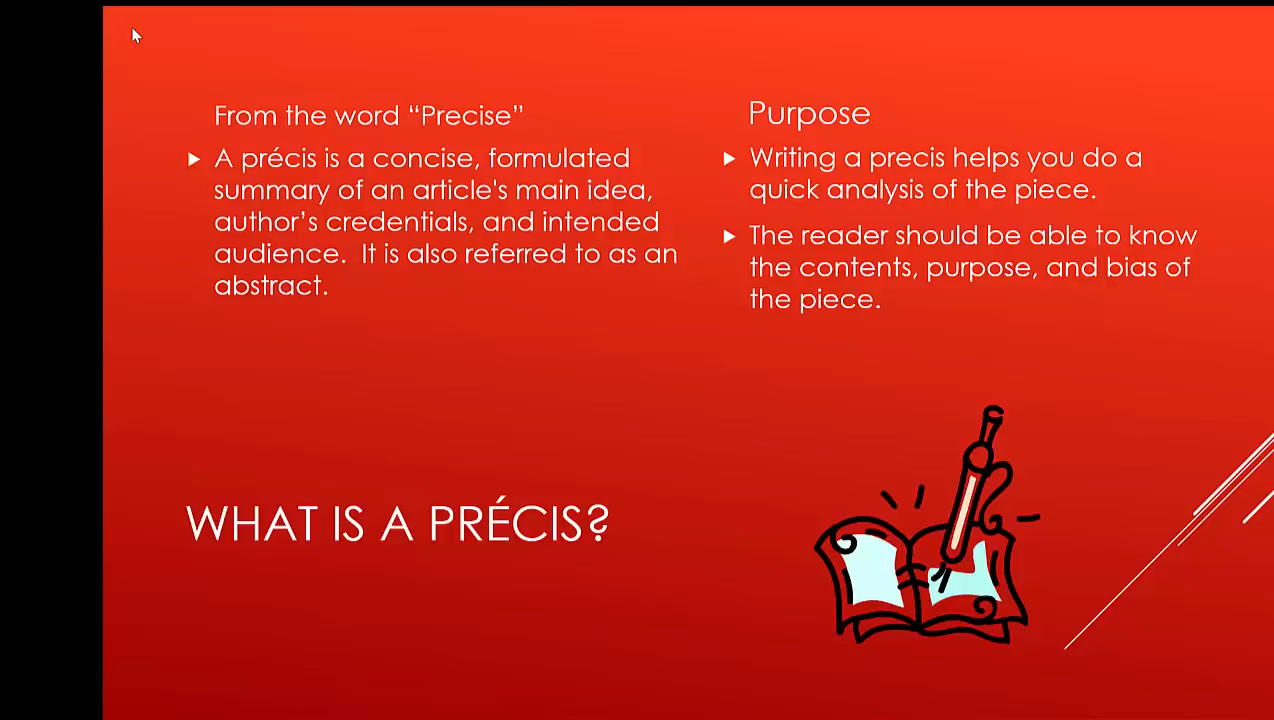 From the word “Precise”
A précis is a concise, formulated
summary of an article's main idea,
author’s credentials, and intended
audience.  It is also referred to as an
abstract.
Purpose
Writing a precis helps you do a
quick analysis of the piece.
The reader should be able to know
the contents, purpose, and bias of
the piece.
WHAT IS A PRÉCIS?